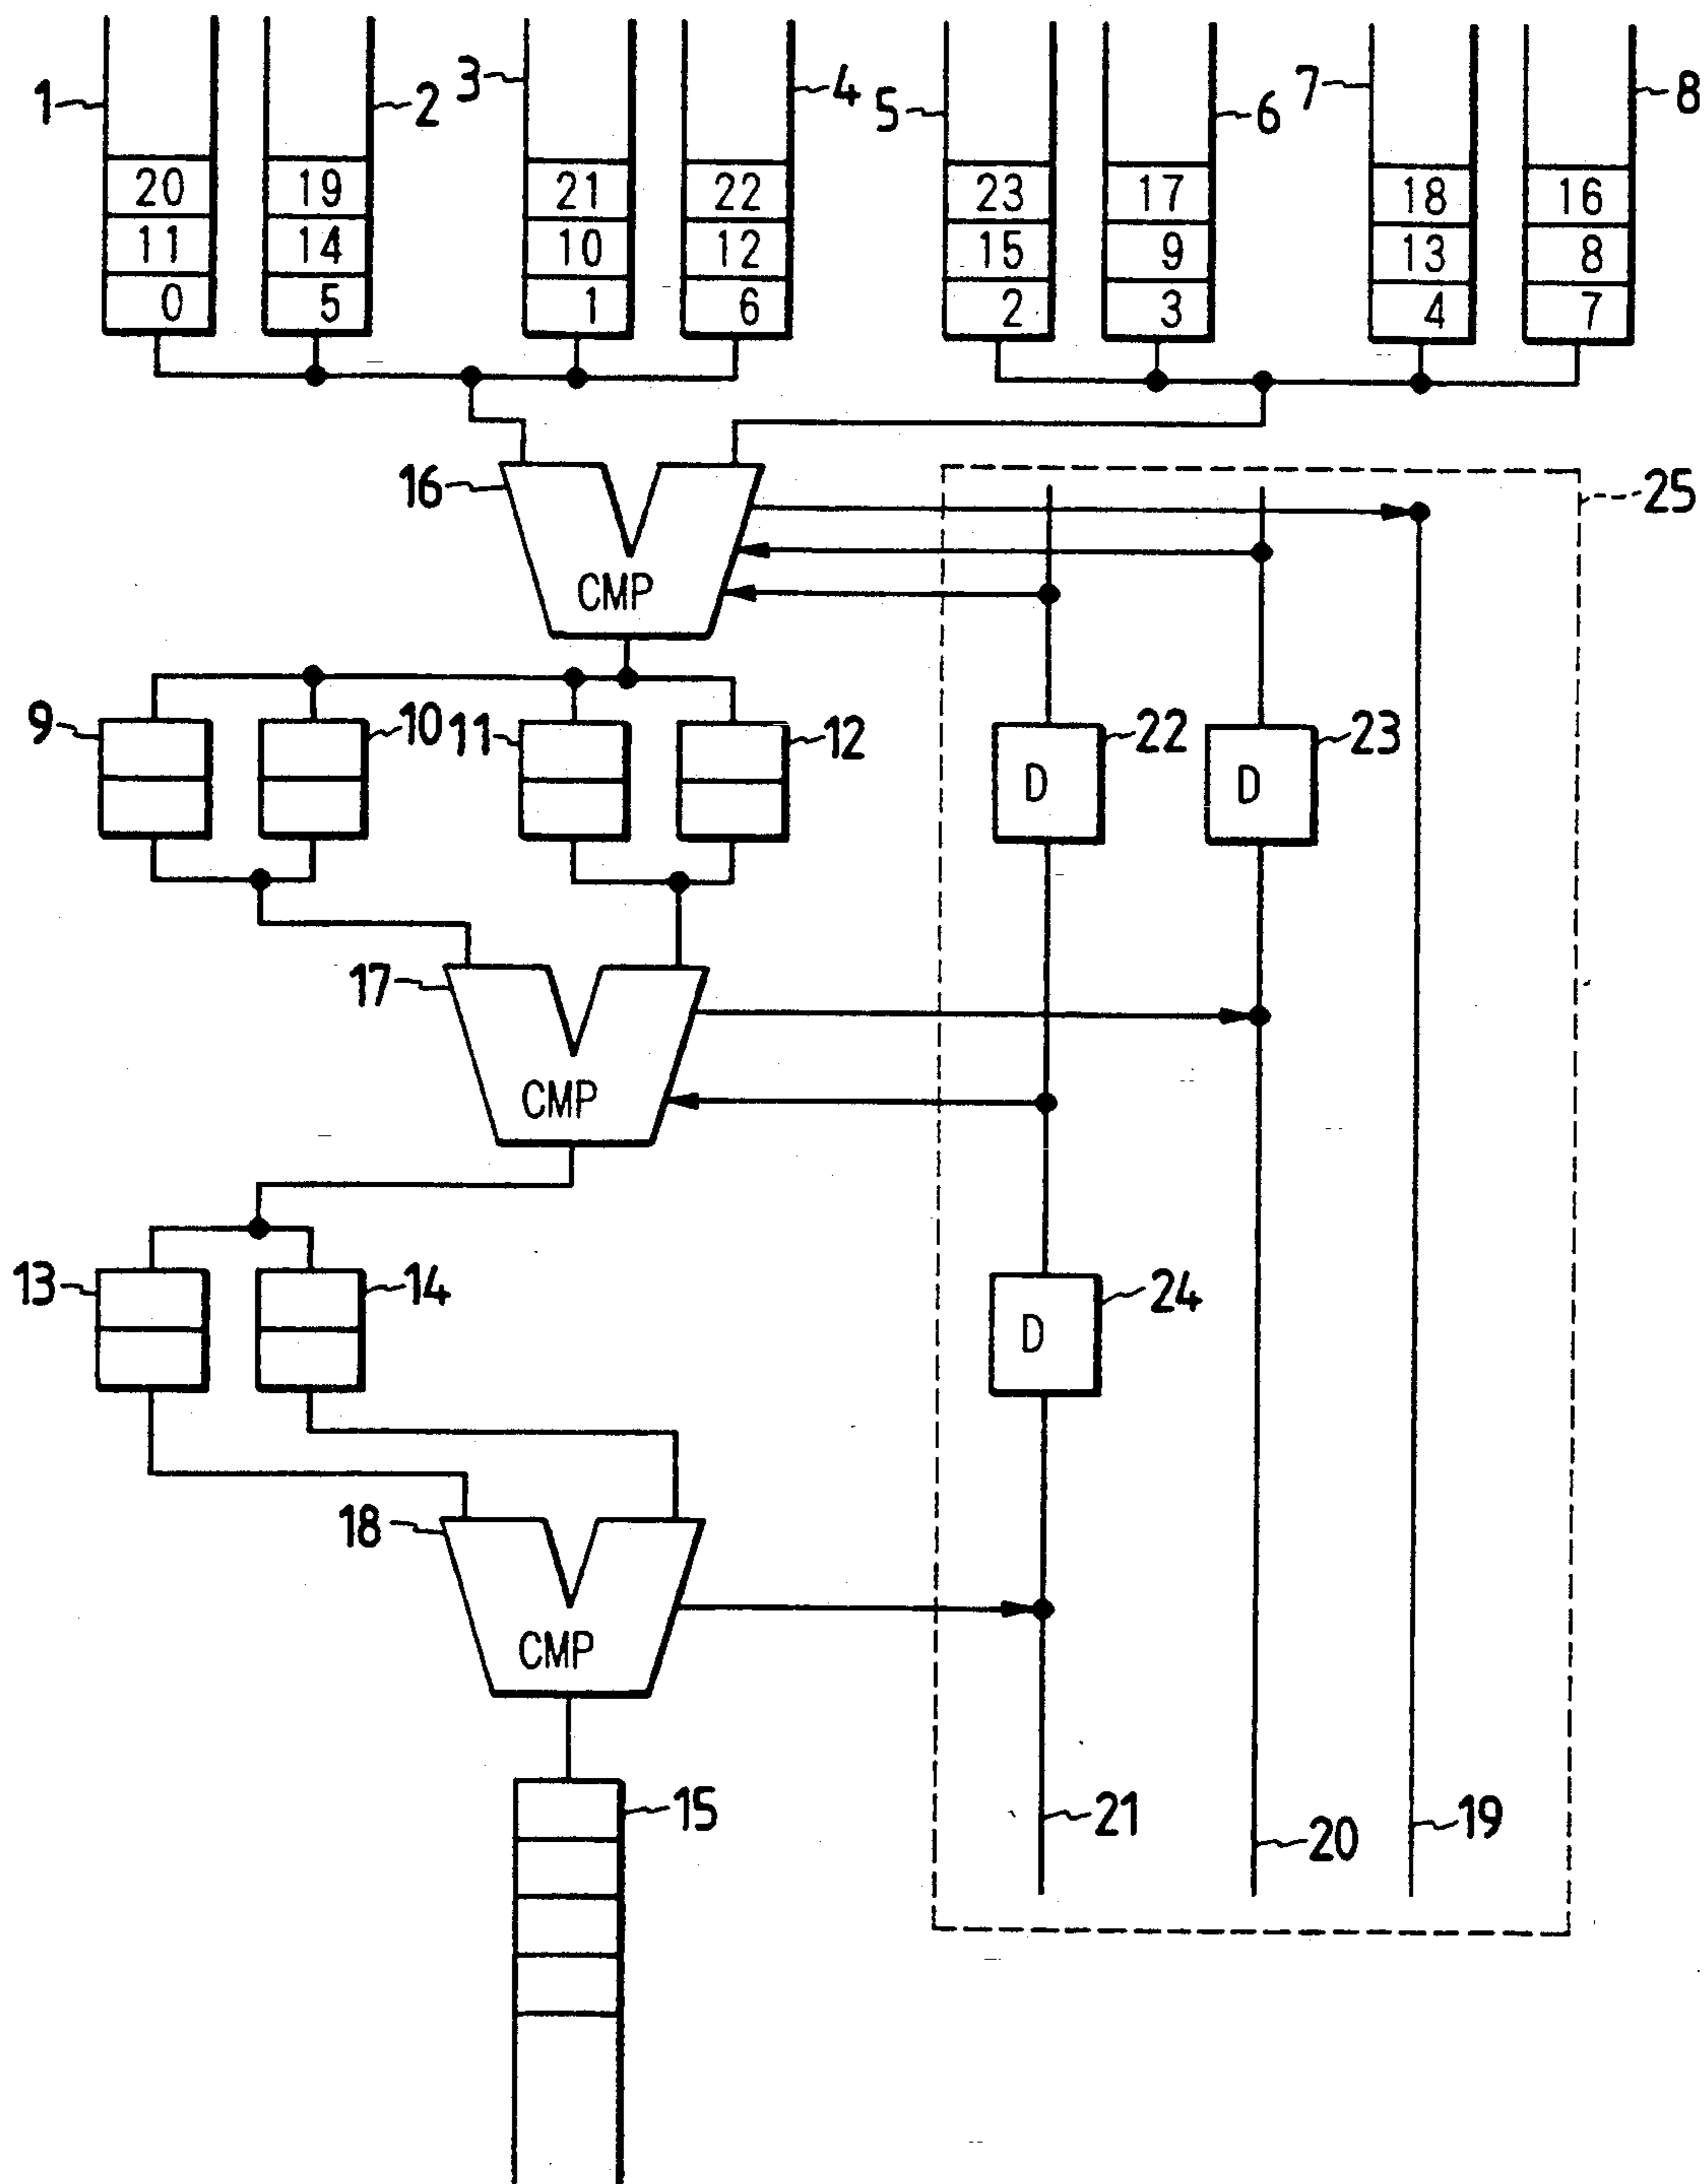 1 2 3 4 5 6 7 8
20 19 21 22 23 17 18 16
11 14 10 12 15 9 13 8
0 5 1 6 2 3 4 7
16 25
CMP
9 10 11 12 22 23
D D
17
CMP
13 14 24
D
18
CMP
15 21 20 19